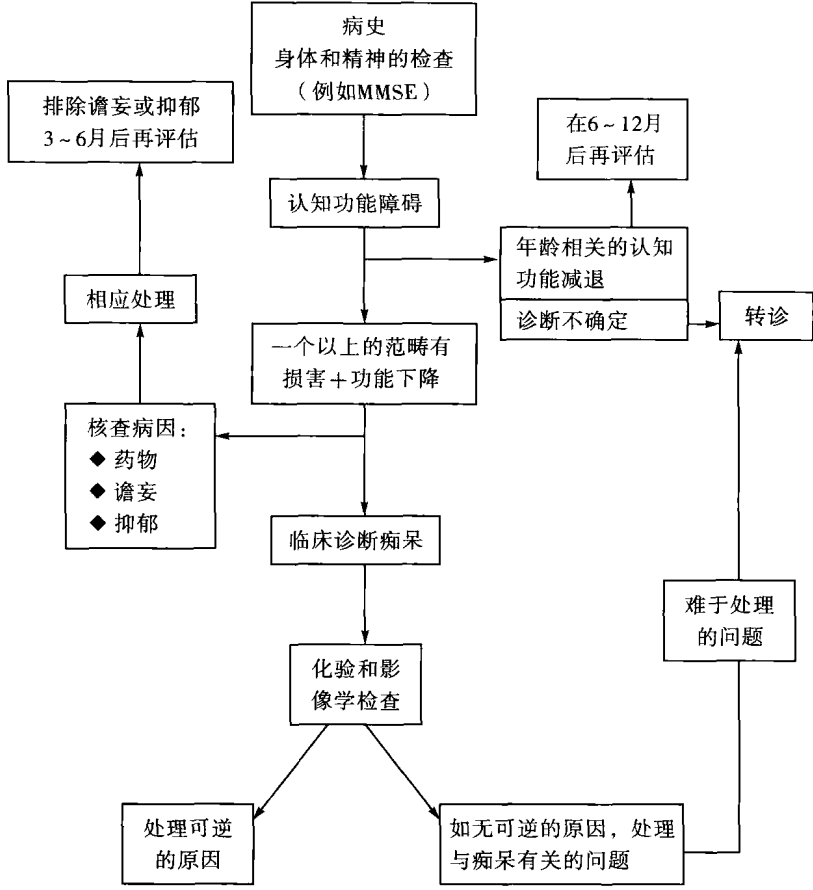 病史
身体和精神的检查
（例如MMSE）
排除谵妄或抑郁
3~6月后再评估
在6~12月
后再评估
认知功能障碍
年龄相关的认知
功能减退
相应处理
诊断不确定
转诊
一个以上的范畴有
损害+功能下降
核查病因：
◆ 药物
◆ 谵妄
◆ 抑郁
临床诊断痴呆
难于处理
的问题
化验和影
像学检查
处理可逆
的原因
如无可逆的原因，处理
与痴呆有关的问题